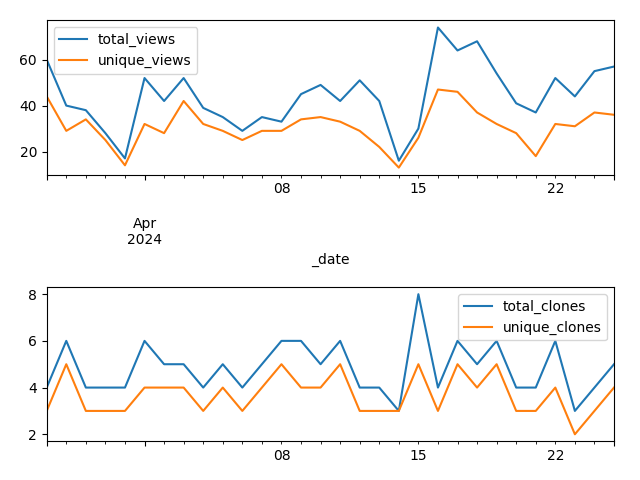 total_views
unique_views
60
40
20
08
15
22
Apr
2024
_date
total_clones
unique_clones
8
6
4
2
08
15
22